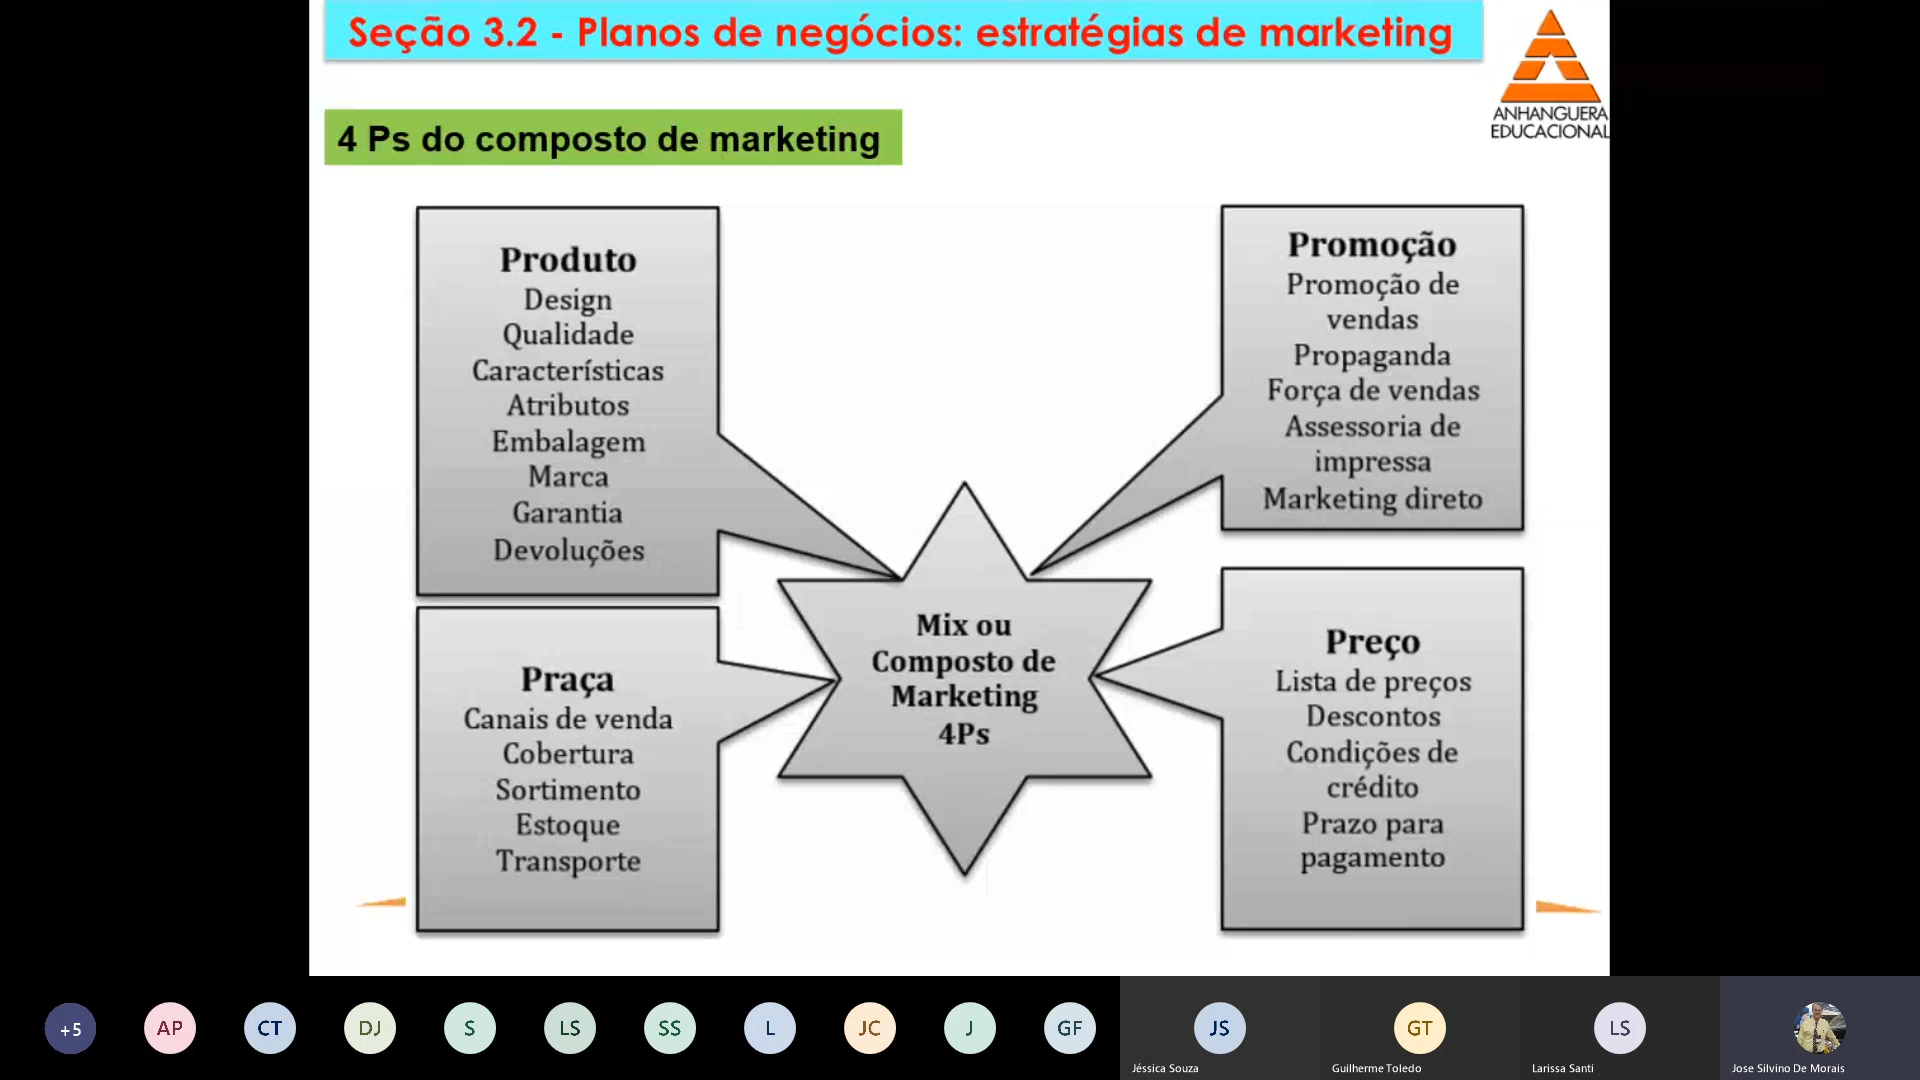 Seção 3.2 - Planos de negócios: estratégias de marketing
ANHANGUERA
EDUCACIONAL
4 Ps do composto de marketing
Produto
Design
Qualidade
Características
Atributos
Embalagem
Marca
Garantia
Devoluções
Promoção
Promoção de
vendas
Propaganda
Força de vendas
Assessoria de
impressa
Marketing direto
Mix ou
Composto de
Marketing
4Ps
Praça
Canais de venda
Cobertura
Sortimento
Estoque
Transporte
Preço
Lista de preços
Descontos
Condições de
crédito
Prazo para
pagamento
+5
AP
CT
DJ
S
LS
SS
L
JC
J
GF
JS
GT
LS
Jéssica Souza
Guilherme Toledo
Larissa Santi
Jose Silvino De Morais